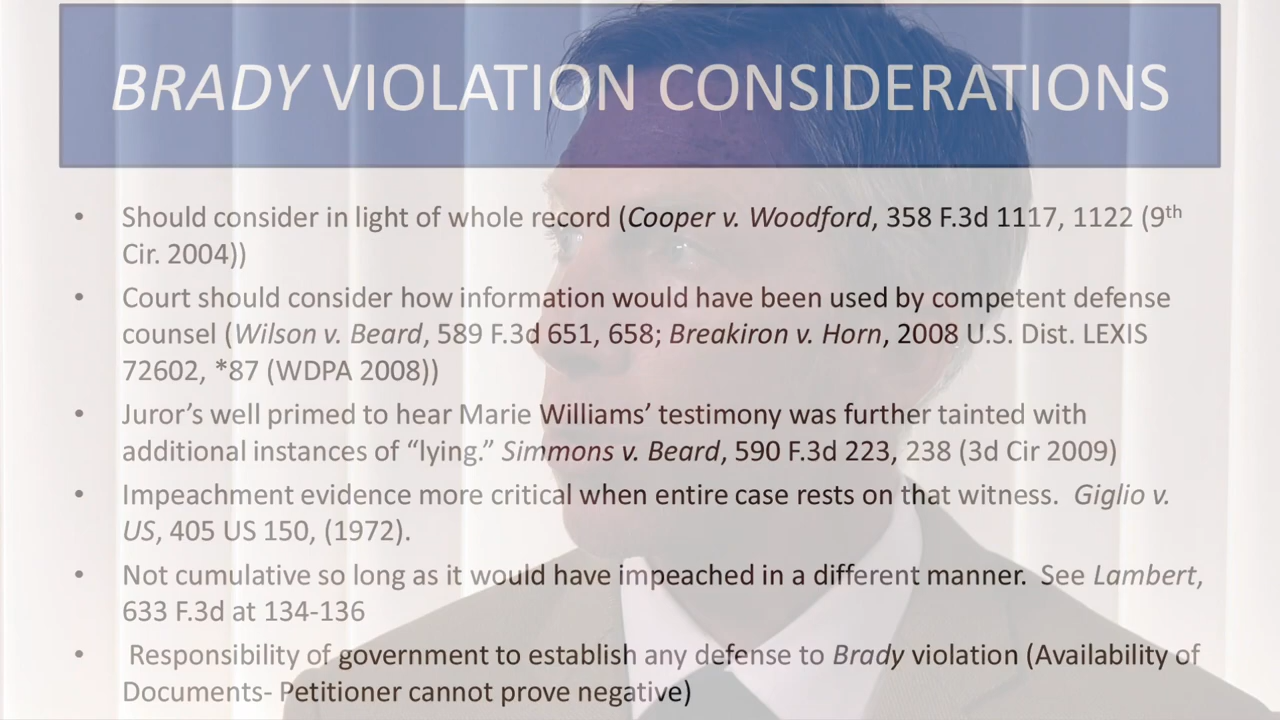 BRADY VIOLATION CONSIDERATIONS
• Should consider in light of whole record (Cooper v. Woodford, 358 F.3d 1117, 1122 (9th
Cir. 2004))
• Court should consider how information would have been used by competent defense
counsel (Wilson v. Beard, 589 F.3d 651, 658; Breakiron v. Horn, 2008 U.S. Dist. LEXIS
72602, *87 (WDPA 2008))
• Juror’s well primed to hear Marie Williams’ testimony was further tainted with
additional instances of “lying.” Simmons v. Beard, 590 F.3d 223, 238 (3d Cir 2009)
• Impeachment evidence more critical when entire case rests on that witness. Giglio v.
US, 405 US 150, (1972).
• Not cumulative so long as it would have impeached in a different manner. See Lambert,
633 F.3d at 134-136
• Responsibility of government to establish any defense to Brady violation (Availability of
Documents- Petitioner cannot prove negative)